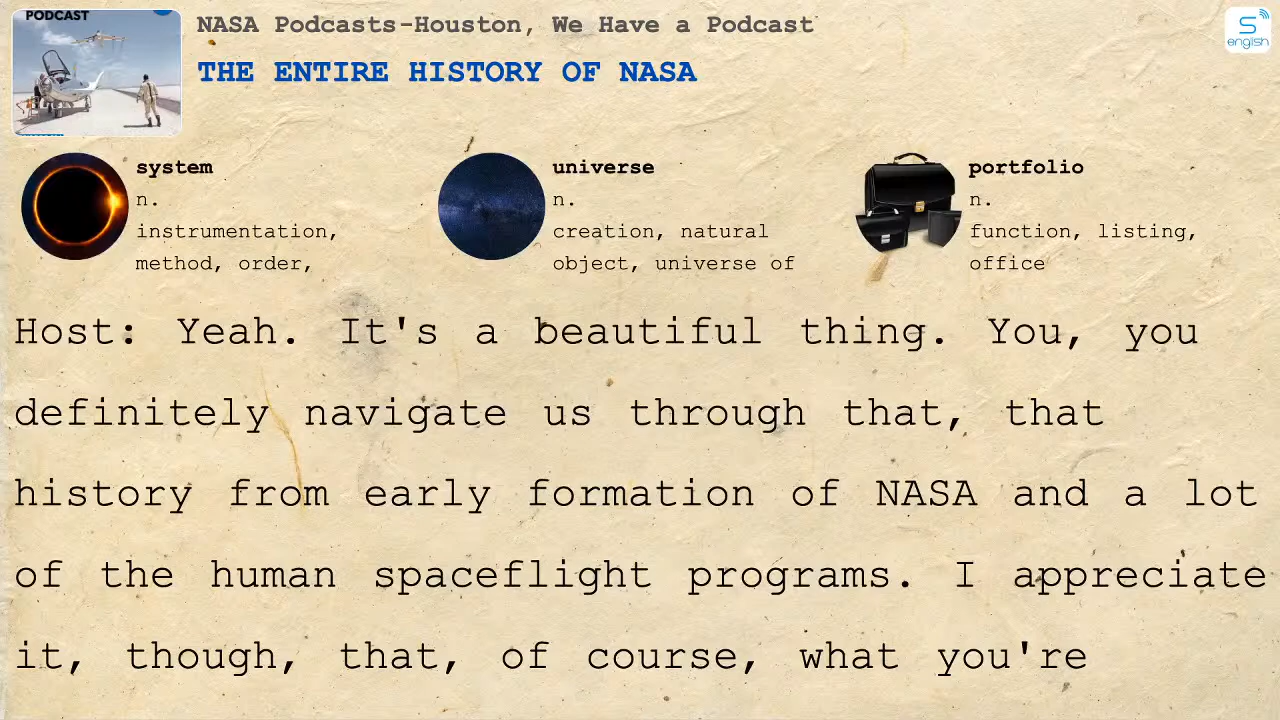 PODCAST
NASA Podcasts-Houston, We Have a Podcast
THE ENTIRE HISTORY OF NASA
S
english
system
n.
instrumentation,
method, order,
universe
n.
creation, natural
object, universe of
portfolio
n.
function, listing,
office
Host: Yeah. It's a beautiful thing. You, you
definitely navigate us through that, that
history from early formation of NASA and a lot
of the human spaceflight programs. I appreciate
it, though, that, of course, what you're